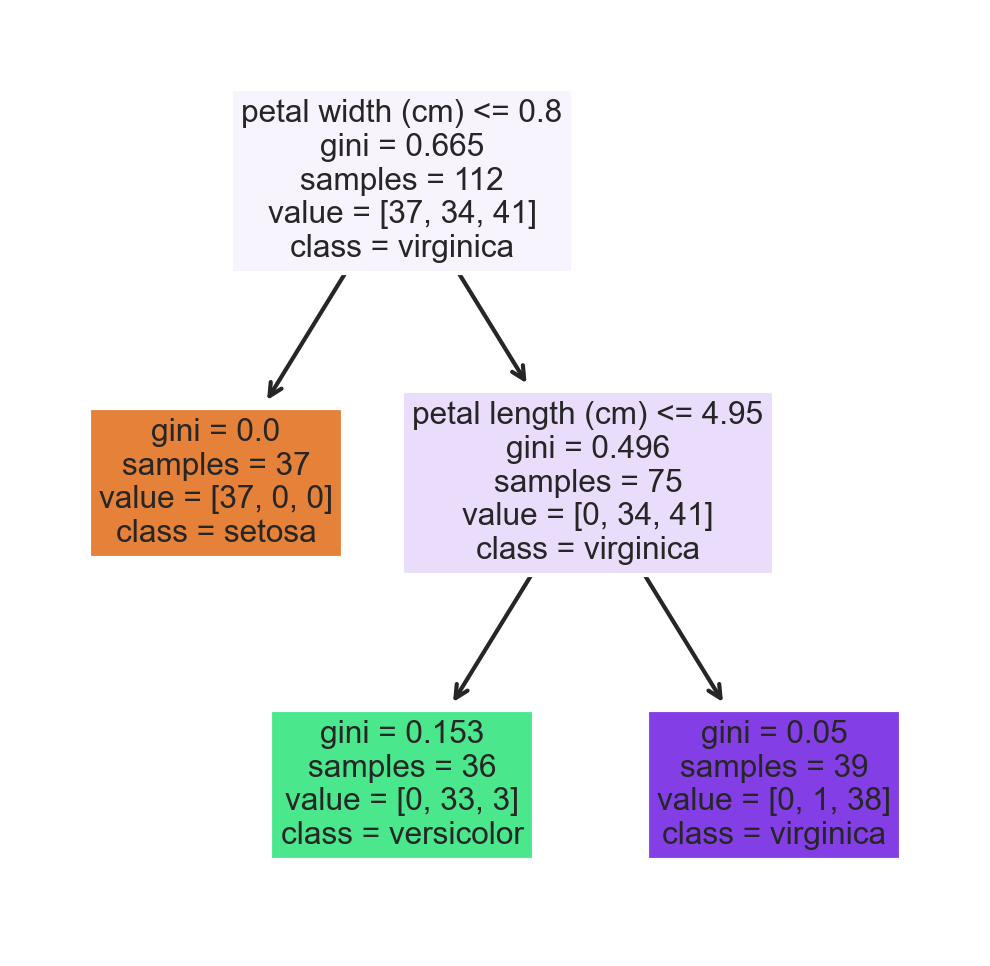 petal width (cm) <= 0.8
gini = 0.665
samples = 112
value = [37, 34, 41]
class = virginica
gini = 0.0
samples = 37
value = [37, 0, 0]
class = setosa
petal length (cm) <= 4.95
gini = 0.496
samples = 75
value = [0, 34, 41]
class = virginica
gini = 0.153
samples = 36
value = [0, 33, 3]
class = versicolor
gini = 0.05
samples = 39
value = [0, 1, 38]
class = virginica